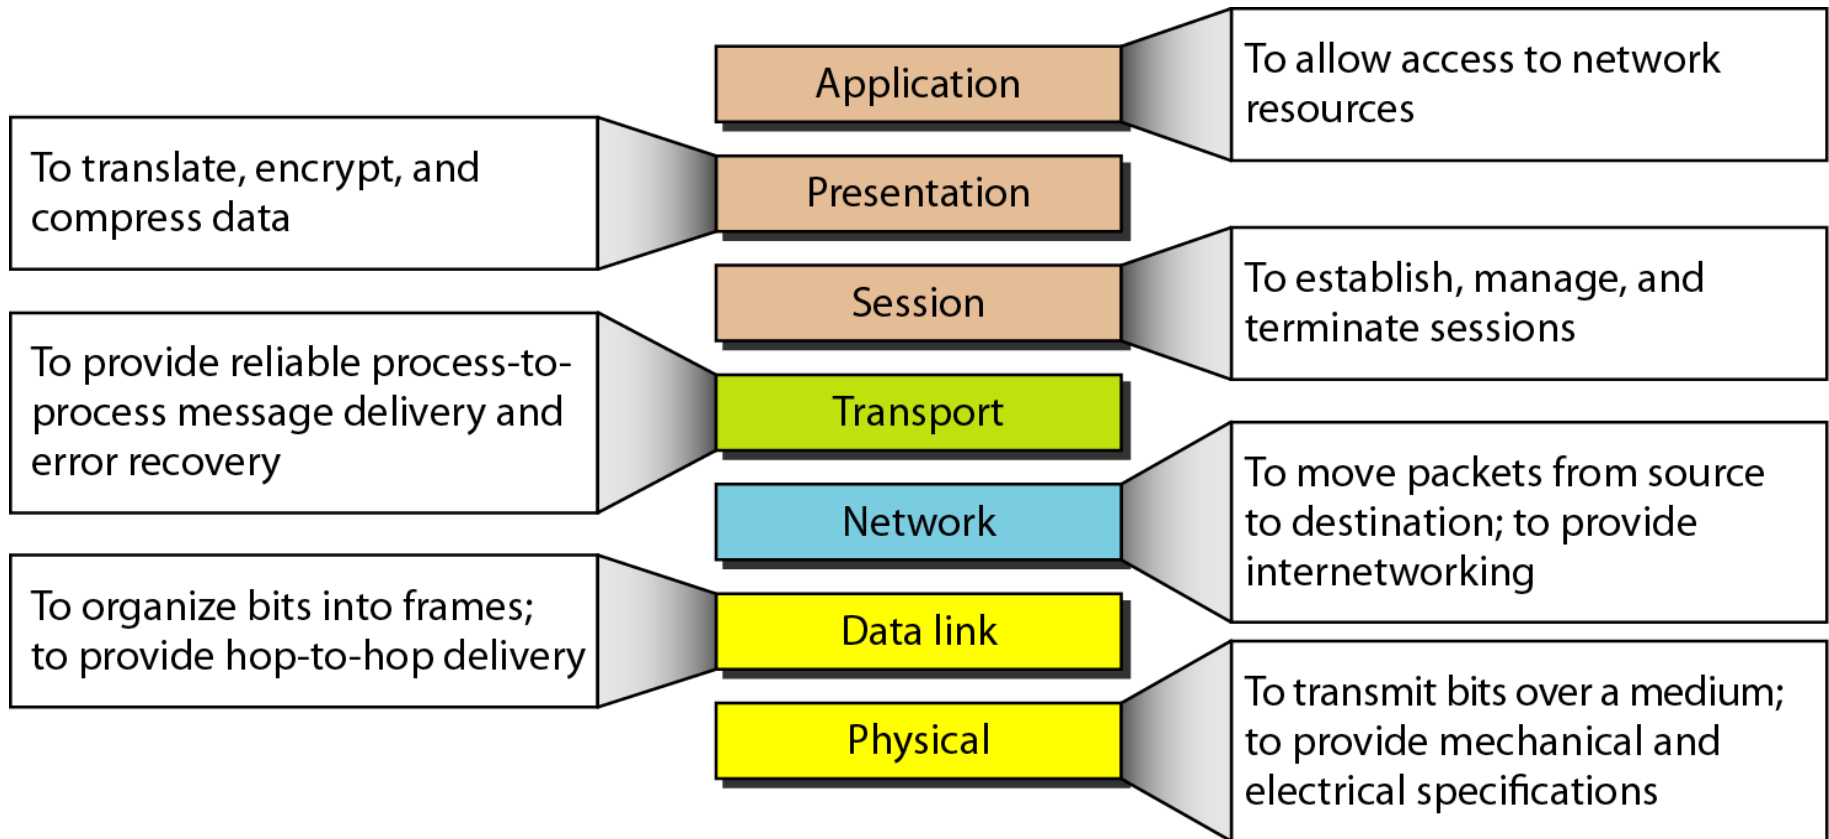 Application
To allow access to network
resources
To translate, encrypt, and
compress data
Presentation
Session
To establish, manage, and
terminate sessions
To provide reliable process-to-
process message delivery and
error recovery
Transport
Network
To move packets from source
to destination; to provide
internetworking
To organize bits into frames;
to provide hop-to-hop delivery
Data link
Physical
To transmit bits over a medium;
to provide mechanical and
electrical specifications